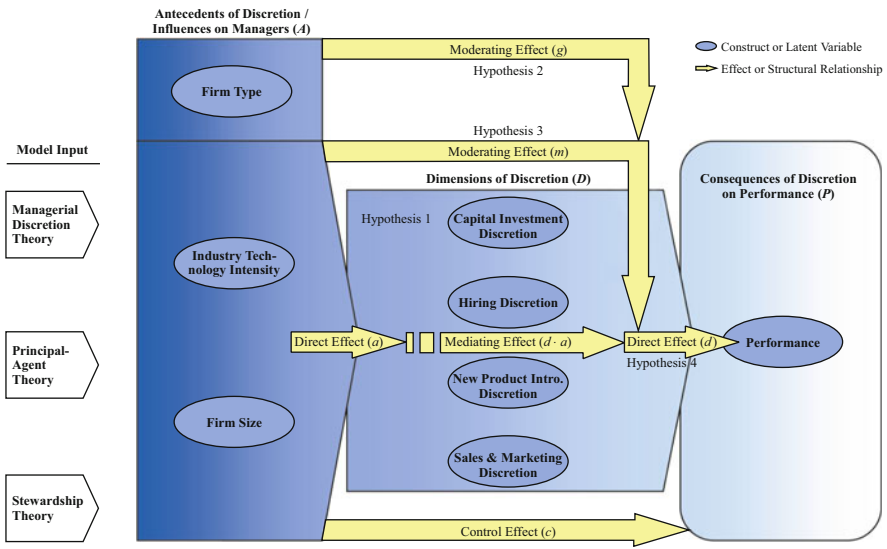 Antecedents of Discretion /
Influences on Managers (A)
Moderating Effect (g)
Hypothesis 2
Construct or Latent Variable
Effect or Structural Relationship
Firm Type
Hypothesis 3
Moderating Effect (m)
Model Input
Dimensions of Discretion (D)
Consequences of Discretion
on Performance (P)
Managerial
Discretion
Theory
Hypothesis 1
Capital Investment
Discretion
Industry Tech-
nology Intensity
Hiring Discretion
Principal-
Agent
Theory
Direct Effect (a)
Mediating Effect (d · a)
Direct Effect (d)
Performance
Hypothesis 4
New Product Intro.
Discretion
Firm Size
Sales & Marketing
Discretion
Stewardship
Theory
Control Effect (c)